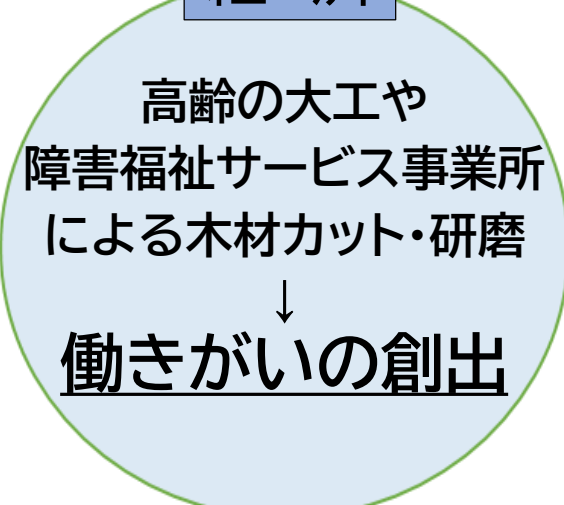 高齢の大工や
障害福祉サービス事業所
による木材カット・研磨
↓
働きがいの創出